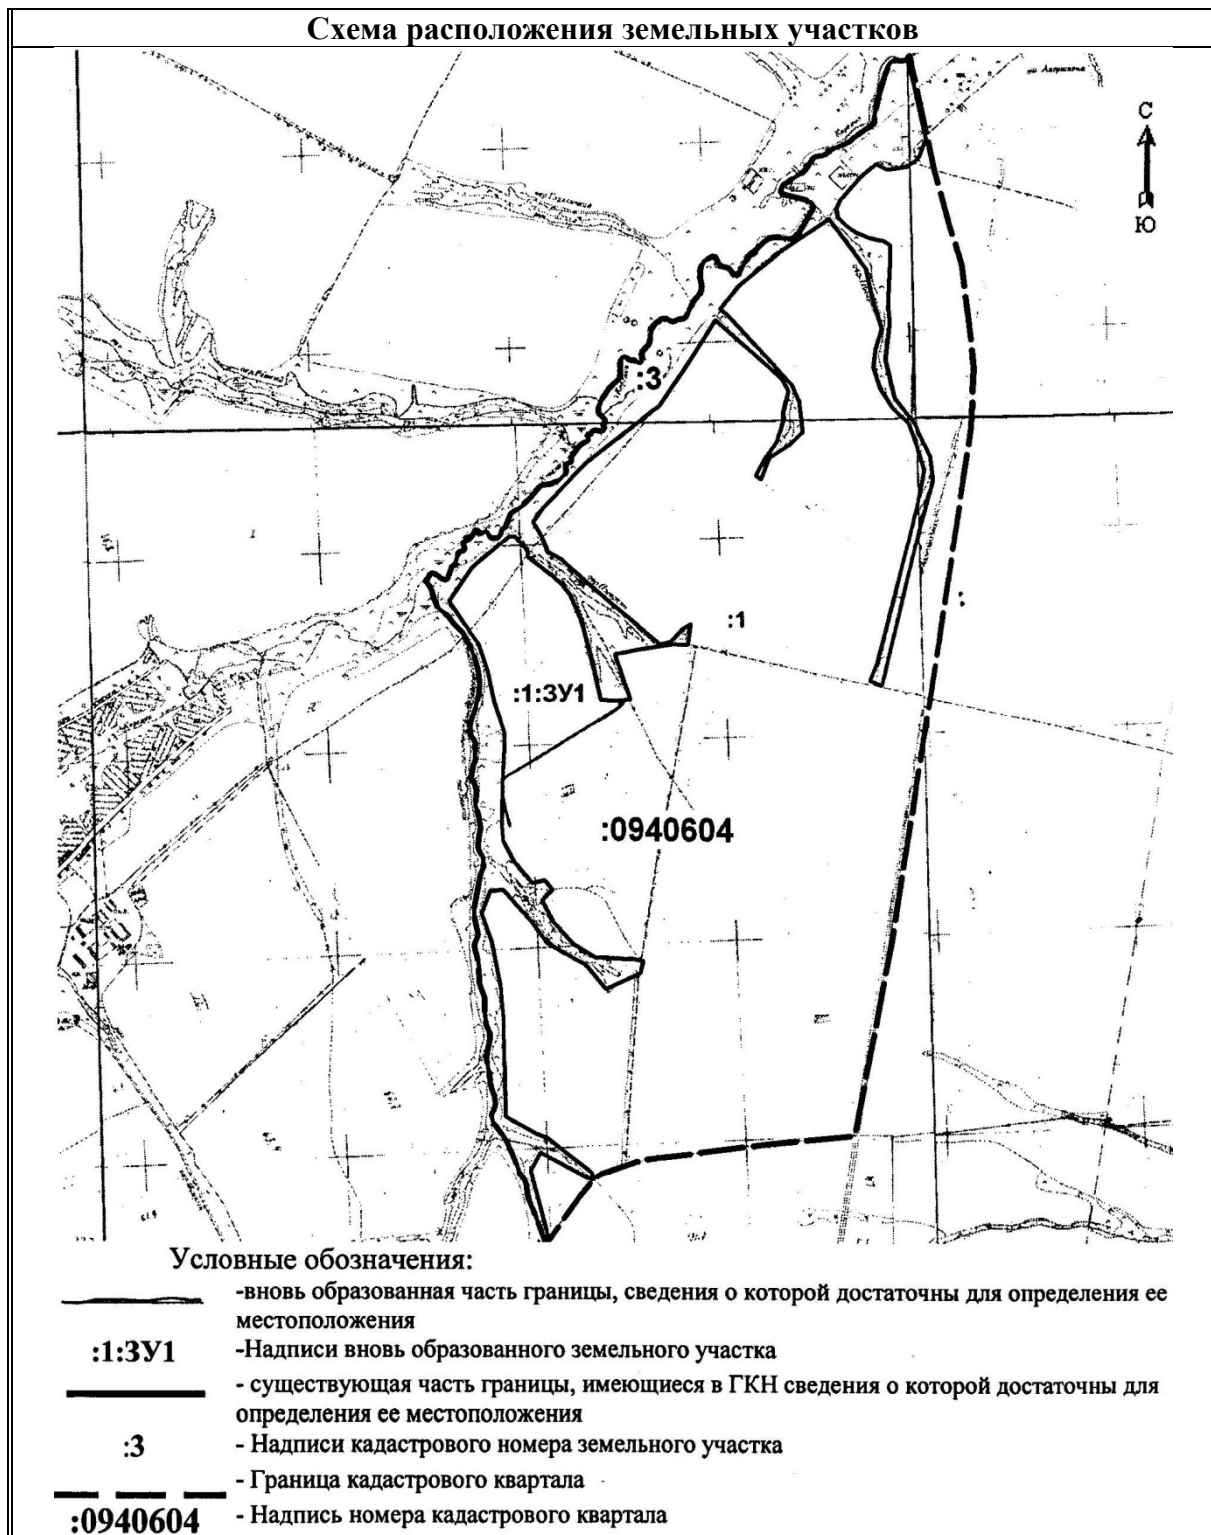 Схема расположения земельных участков
С
Ю
:3
:1
:
:1:ЗУ1
:0940604
Условные обозначения:
-вновь образованная часть границы, сведения о которой достаточны для определения ее
местоположения
:1:ЗУ1
-Надписи вновь образованного земельного участка
- существующая часть границы, имеющиеся в ГКН сведения о которой достаточны для
определения ее местоположения
:3
- Надписи кадастрового номера земельного участка
- Граница кадастрового квартала
:0940604
- Надпись номера кадастрового квартала